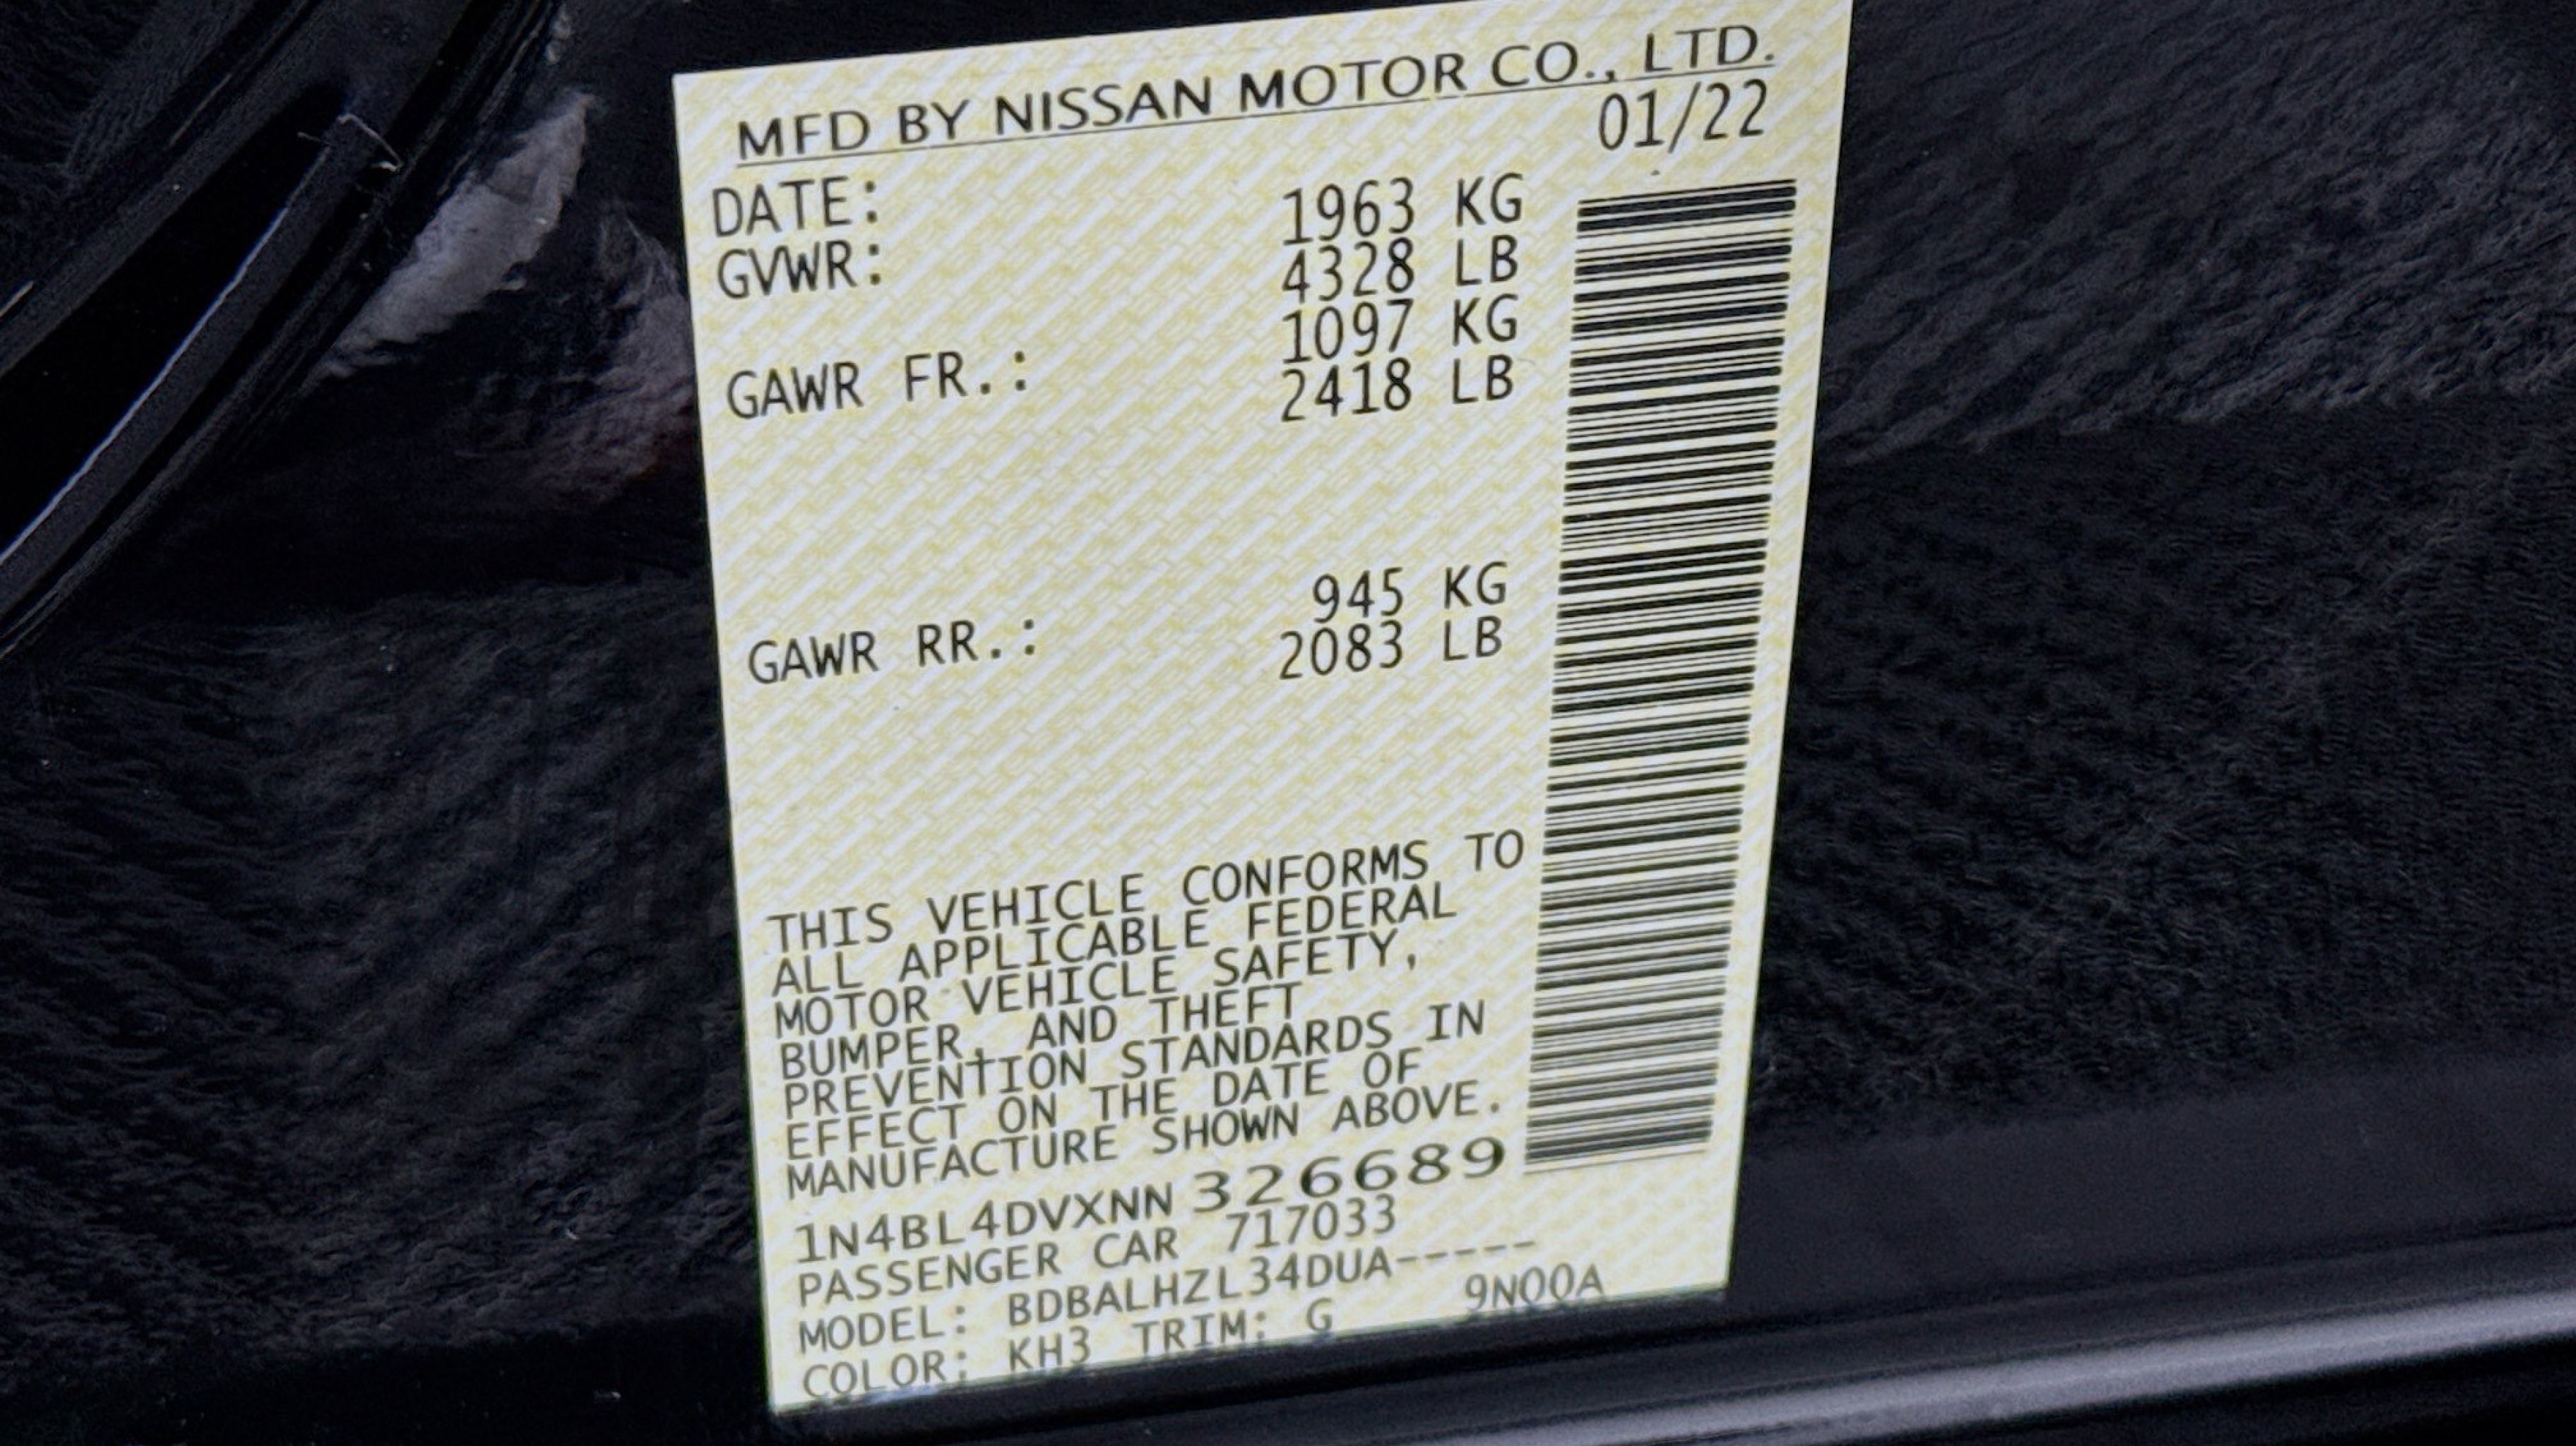 MFD BY NISSAN MOTOR CO., LTD.
DATE: 01/22
GVWR: 1963 KG
4328 LB
GAWR FR.: 1097 KG
2418 LB
GAWR RR.: 945 KG
2083 LB
THIS VEHICLE CONFORMS TO
ALL APPLICABLE FEDERAL
MOTOR VEHICLE SAFETY,
BUMPER, AND THEFT
PREVENTION STANDARDS IN
EFFECT ON THE DATE OF
MANUFACTURE SHOWN ABOVE.
1N4BL4DVXNN 326689
PASSENGER CAR 717033
MODEL: BDBALHZL34DUA-----
COLOR: KH3 TRIM: G 9N00A